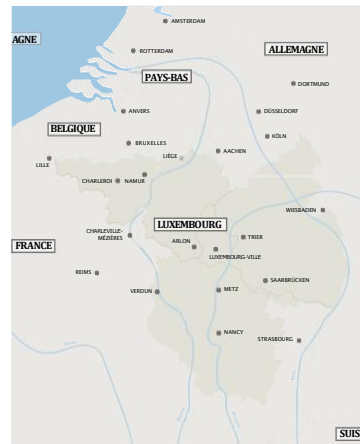 AMSTERDAM
AGNE
ROTTERDAM
ALLEMAGNE
PAYS-BAS
DORTMUND
ANVERS
DÜSSELDORF
BELGIQUE
KÖLN
BRUXELLES
LIÈGE
AACHEN
LILLE
CHARLEROI
NAMUR
WIESBADEN
LUXEMBOURG
CHARLEVILLE-
MÉZIÈRES
TRIER
FRANCE
ARLON
LUXEMBOURG-VILLE
REIMS
SAARBRÜCKEN
VERDUN
METZ
NANCY
STRASBOURG
SUIS